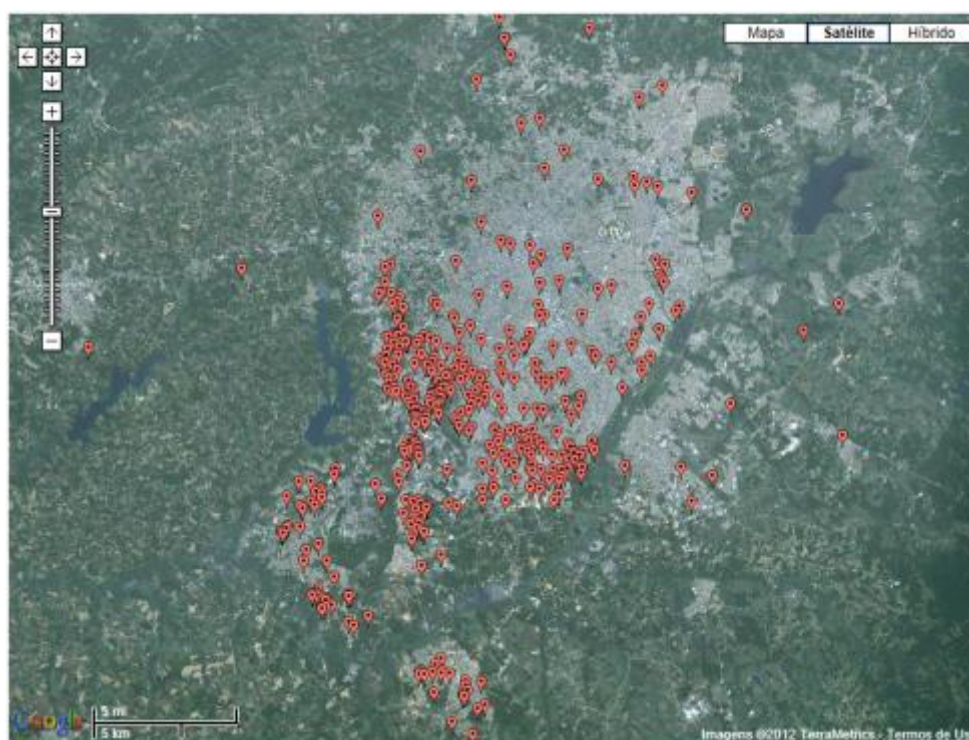 Mapa Satélite Híbrido
Google
5 mi
5 km
Imagens ©2012 TerraMetrics - Termos de Us